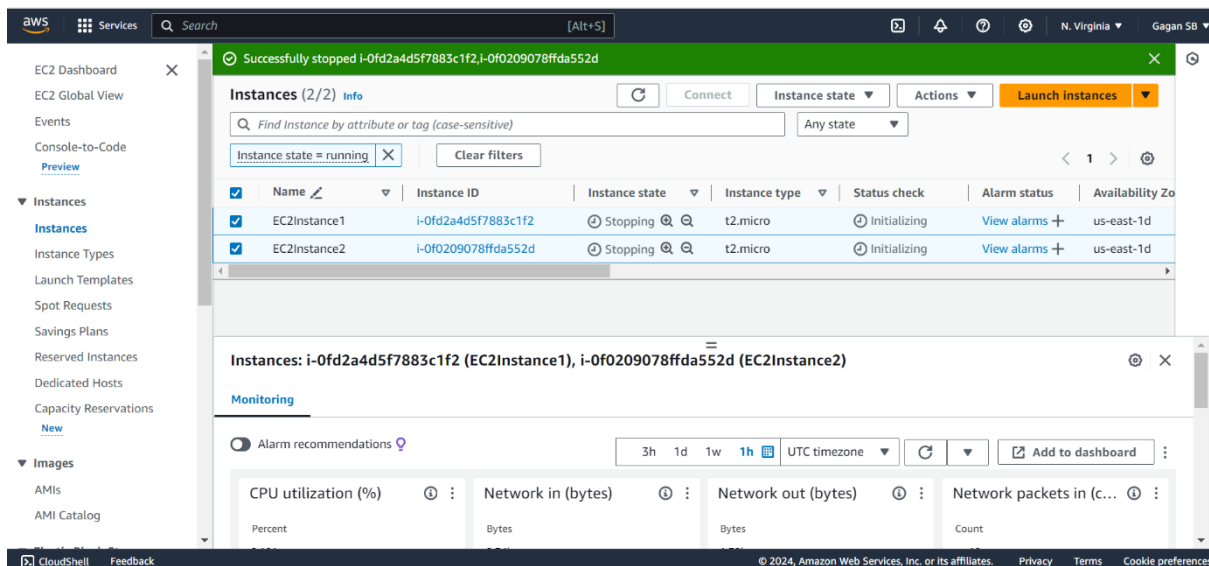 aws Services Search [Alt+S] N. Virginia Gagan SB
EC2 Dashboard
EC2 Global View
Events
Console-to-Code
Preview
Instances
Instances
Instance Types
Launch Templates
Spot Requests
Savings Plans
Reserved Instances
Dedicated Hosts
Capacity Reservations
New
Images
AMIs
AMI Catalog
Successfully stopped i-0fd2a4d5f7883c1f2,i-0f0209078ffda552d
Instances (2/2) Info Connect Instance state Actions Launch instances
Find Instance by attribute or tag (case-sensitive) Any state
Instance state = running Clear filters 1
Name Instance ID Instance state Instance type Status check Alarm status Availability Zo
EC2Instance1 i-0fd2a4d5f7883c1f2 Stopping t2.micro Initializing View alarms us-east-1d
EC2Instance2 i-0f0209078ffda552d Stopping t2.micro Initializing View alarms us-east-1d
Instances: i-0fd2a4d5f7883c1f2 (EC2Instance1), i-0f0209078ffda552d (EC2Instance2)
Monitoring
Alarm recommendations 3h 1d 1w 1h UTC timezone Add to dashboard
CPU utilization (%) Network in (bytes) Network out (bytes) Network packets in (c...
Percent Bytes Bytes Count
CloudShell Feedback © 2024, Amazon Web Services, Inc. or its affiliates. Privacy Terms Cookie preferences